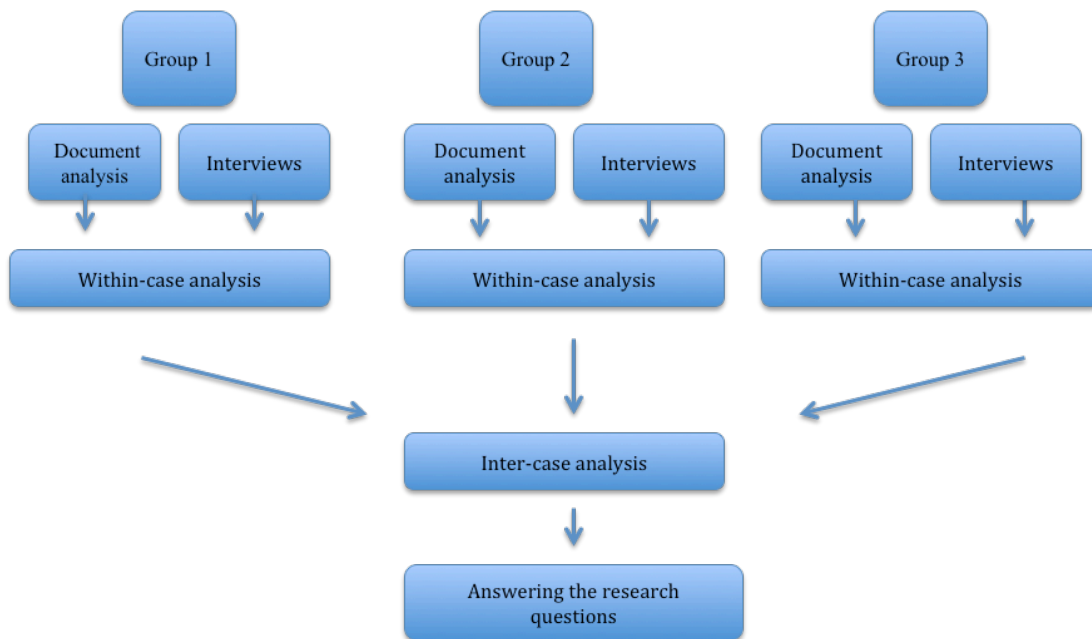 Group 1
Group 2
Group 3
Document
analysis
Interviews
Document
analysis
Interviews
Document
analysis
Interviews
Within-case analysis
Within-case analysis
Within-case analysis
Inter-case analysis
Answering the research
questions